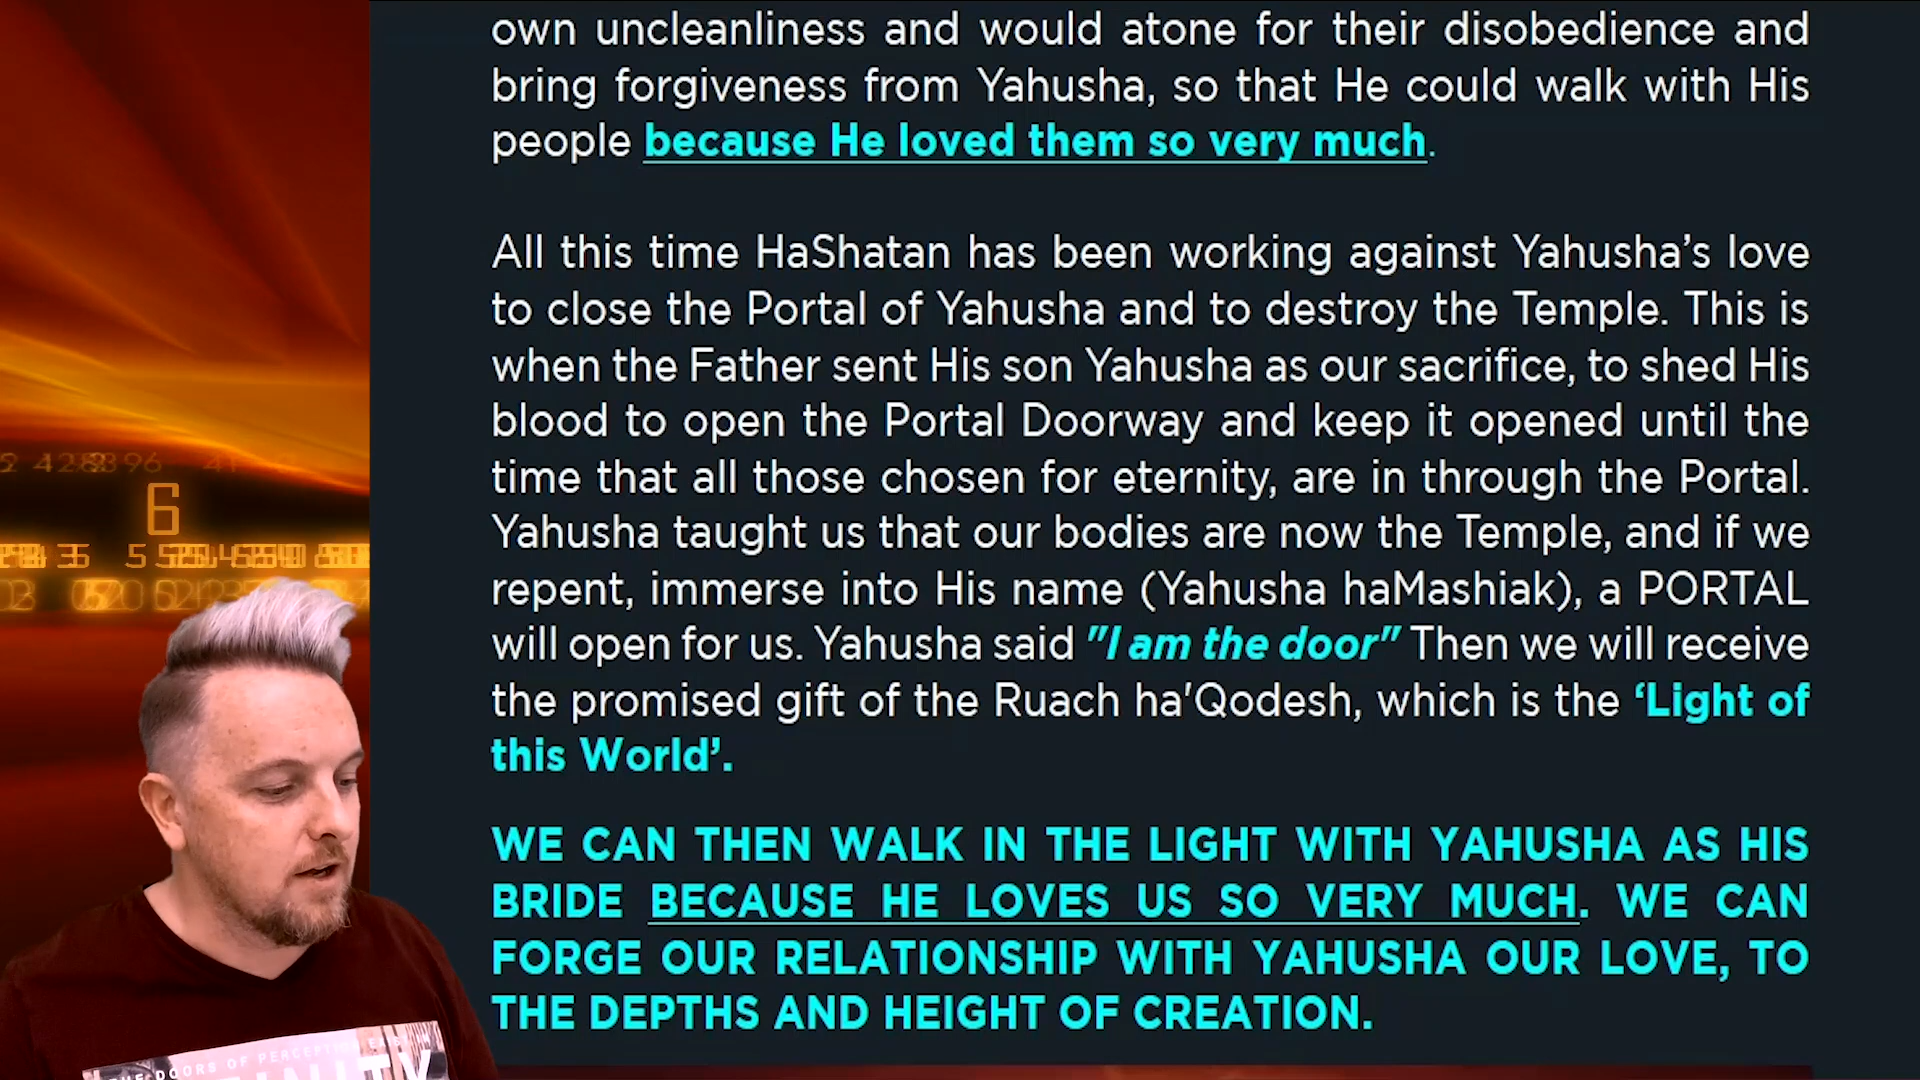 own uncleanliness and would atone for their disobedience and
bring forgiveness from Yahusha, so that He could walk with His
people because He loved them so very much.
All this time HaShatan has been working against Yahusha’s love
to close the Portal of Yahusha and to destroy the Temple. This is
when the Father sent His son Yahusha as our sacrifice, to shed His
blood to open the Portal Doorway and keep it opened until the
time that all those chosen for eternity, are in through the Portal.
Yahusha taught us that our bodies are now the Temple, and if we
repent, immerse into His name (Yahusha haMashiak), a PORTAL
will open for us. Yahusha said "I am the door" Then we will receive
the promised gift of the Ruach ha'Qodesh, which is the ‘Light of
this World’.
WE CAN THEN WALK IN THE LIGHT WITH YAHUSHA AS HIS
BRIDE BECAUSE HE LOVES US SO VERY MUCH. WE CAN
FORGE OUR RELATIONSHIP WITH YAHUSHA OUR LOVE, TO
THE DEPTHS AND HEIGHT OF CREATION.
6
DOORS OF